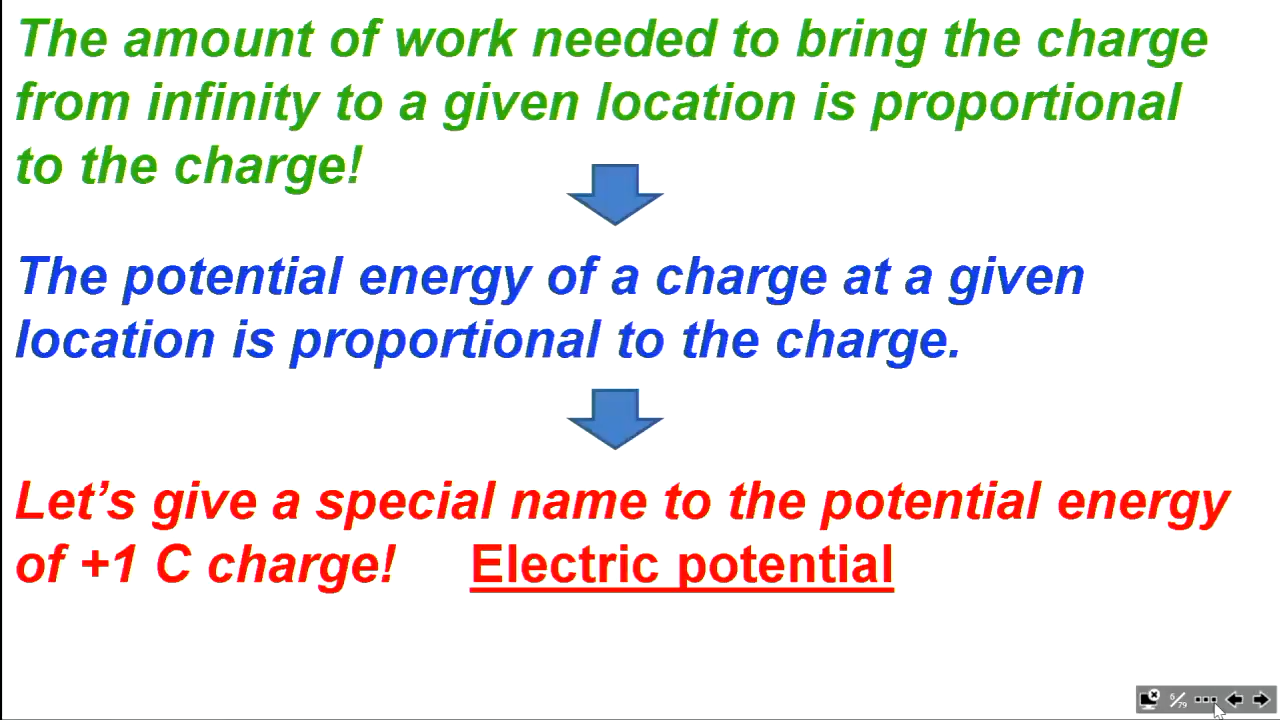 The amount of work needed to bring the charge
from infinity to a given location is proportional
to the charge!
The potential energy of a charge at a given
location is proportional to the charge.
Let’s give a special name to the potential energy
of +1 C charge! Electric potential
5/79